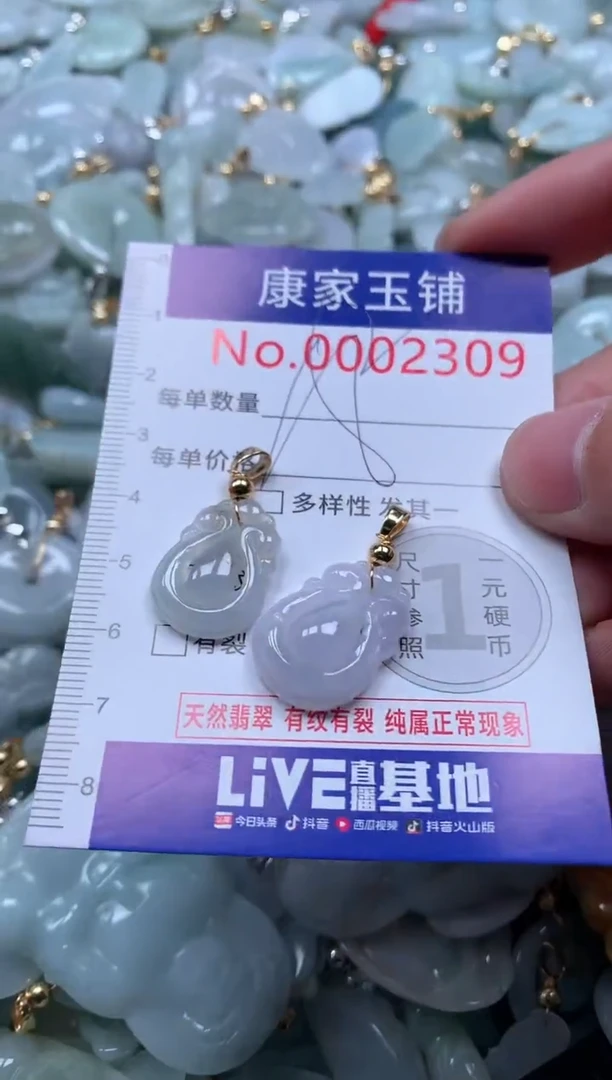 康家玉铺
No.0002309
1
每单数量
2
每单价格
3
多样性 发其一
4
尺寸参照
1
一元硬币
5
有裂
6
7
天然翡翠 有纹有裂 纯属正常现象
8
LiVE直播基地
今日头条 抖音 西瓜视频 抖音火山版